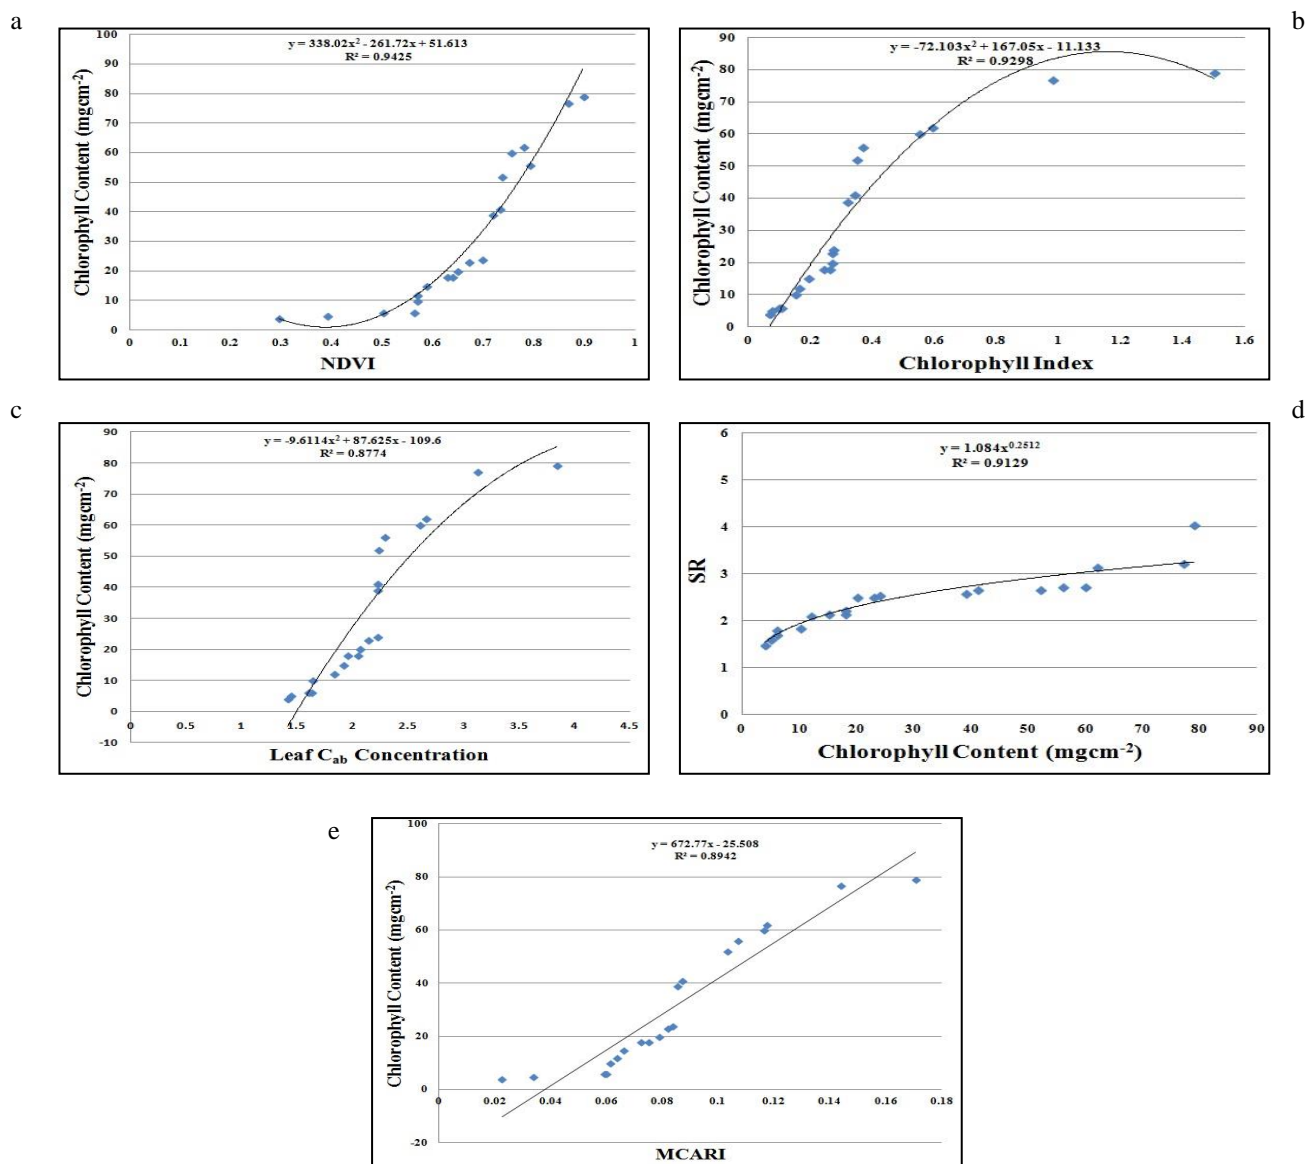 a
y = 338.02x² - 261.72x + 51.613
R² = 0.9425
100
90
80
70
60
50
40
30
20
10
0
Chlorophyll Content (mgcm⁻²)
0 0.1 0.2 0.3 0.4 0.5 0.6 0.7 0.8 0.9 1
NDVI
b
y = -72.103x² + 167.05x - 11.133
R² = 0.9298
90
80
70
60
50
40
30
20
10
0
Chlorophyll Content (mgcm⁻²)
0 0.2 0.4 0.6 0.8 1 1.2 1.4 1.6
Chlorophyll Index
c
y = -9.6114x² + 87.625x - 109.6
R² = 0.8774
90
80
70
60
50
40
30
20
10
0
-10
Chlorophyll Content (mgcm⁻²)
0 0.5 1 1.5 2 2.5 3 3.5 4 4.5
Leaf Cab Concentration
d
y = 1.084x^0.2512
R² = 0.9129
6
5
4
3
2
1
0
SR
0 10 20 30 40 50 60 70 80 90
Chlorophyll Content (mgcm⁻²)
e
y = 672.77x - 25.508
R² = 0.8942
100
80
60
40
20
0
-20
Chlorophyll Content (mgcm⁻²)
0 0.02 0.04 0.06 0.08 0.1 0.12 0.14 0.16 0.18
MCARI